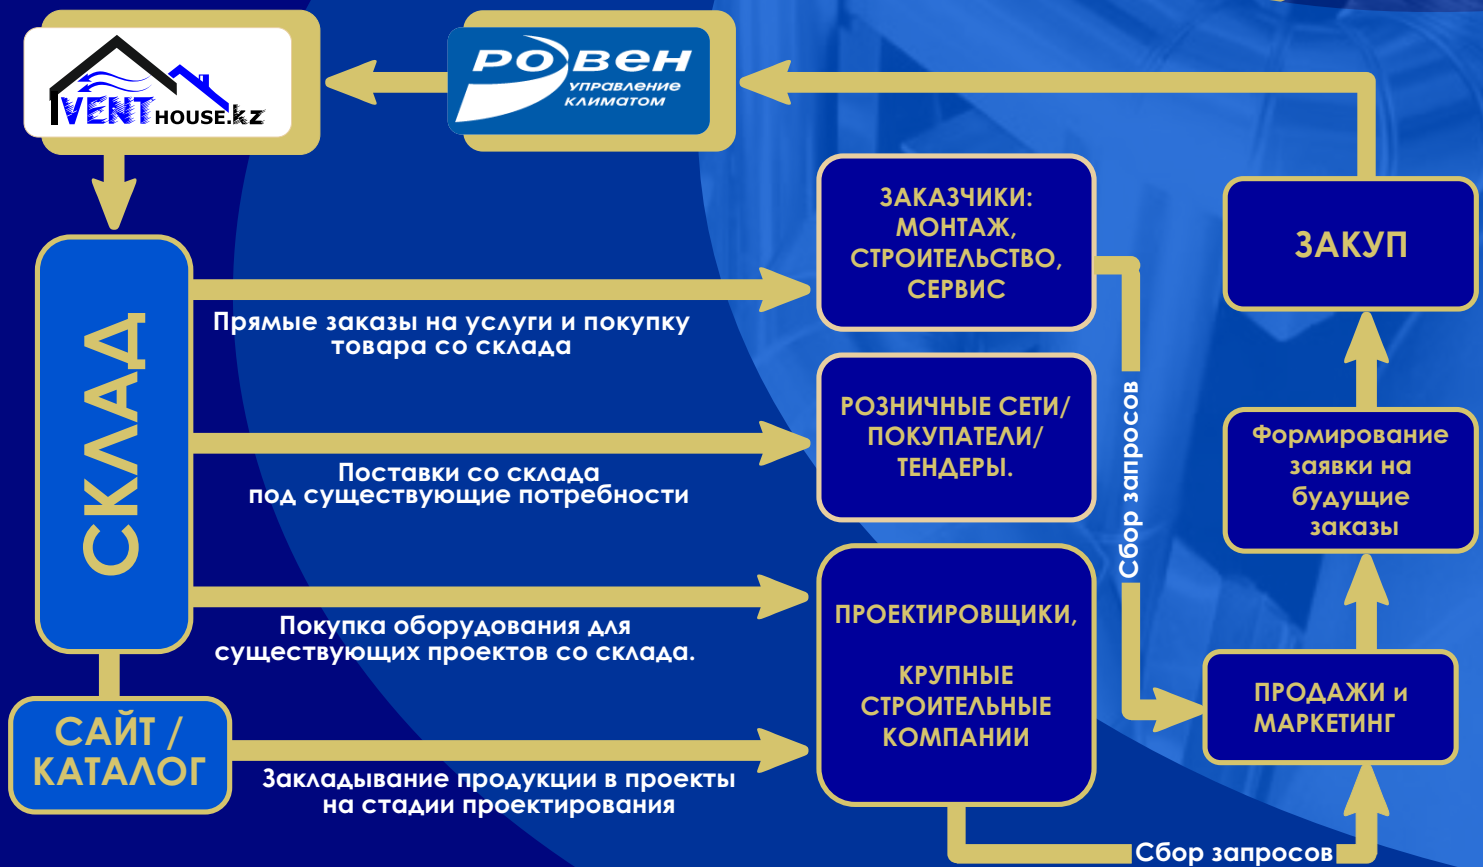 VENTHOUSE.kz
РОВЕН
УПРАВЛЕНИЕ
КЛИМАТОМ
ЗАКАЗЧИКИ:
МОНТАЖ,
СТРОИТЕЛЬСТВО,
СЕРВИС
ЗАКУП
СКЛАД
Прямые заказы на услуги и покупку
товара со склада
РОЗНИЧНЫЕ СЕТИ/
ПОКУПАТЕЛИ/
ТЕНДЕРЫ.
Сбор запросов
Формирование
заявки на
будущие
заказы
Поставки со склада
под существующие потребности
ПРОЕКТИРОВЩИКИ,
КРУПНЫЕ
СТРОИТЕЛЬНЫЕ
КОМПАНИИ
Покупка оборудования для
существующих проектов со склада.
ПРОДАЖИ и
МАРКЕТИНГ
САЙТ /
КАТАЛОГ
Закладывание продукции в проекты
на стадии проектирования
Сбор запросов